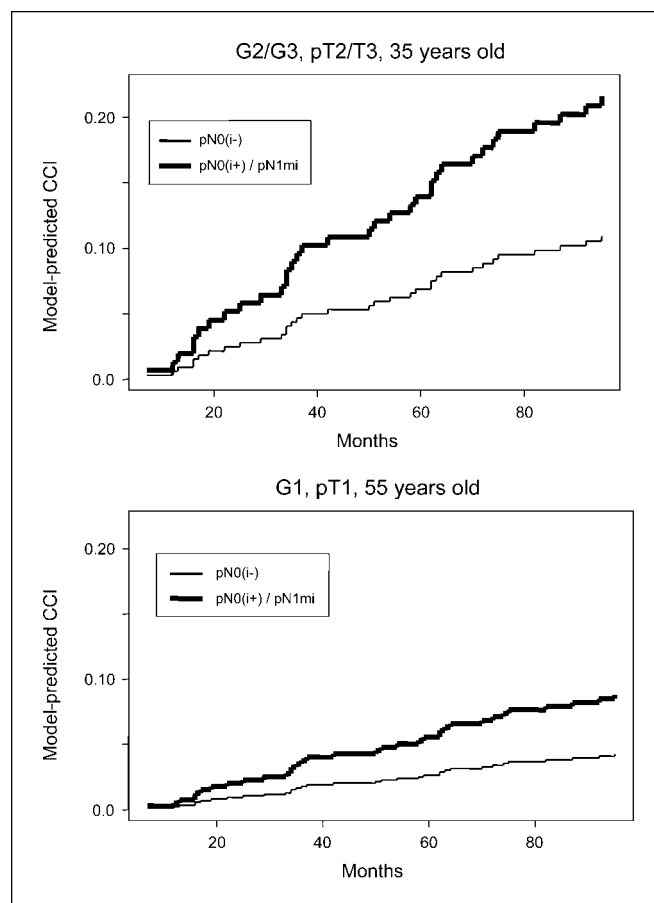 G2/G3, pT2/T3, 35 years old
Model-predicted CCI
0.20
0.10
0.0
pN0(i-)
pN0(i+) / pN1mi
20
40
60
80
Months
G1, pT1, 55 years old
Model-predicted CCI
0.20
0.10
0.0
pN0(i-)
pN0(i+) / pN1mi
20
40
60
80
Months